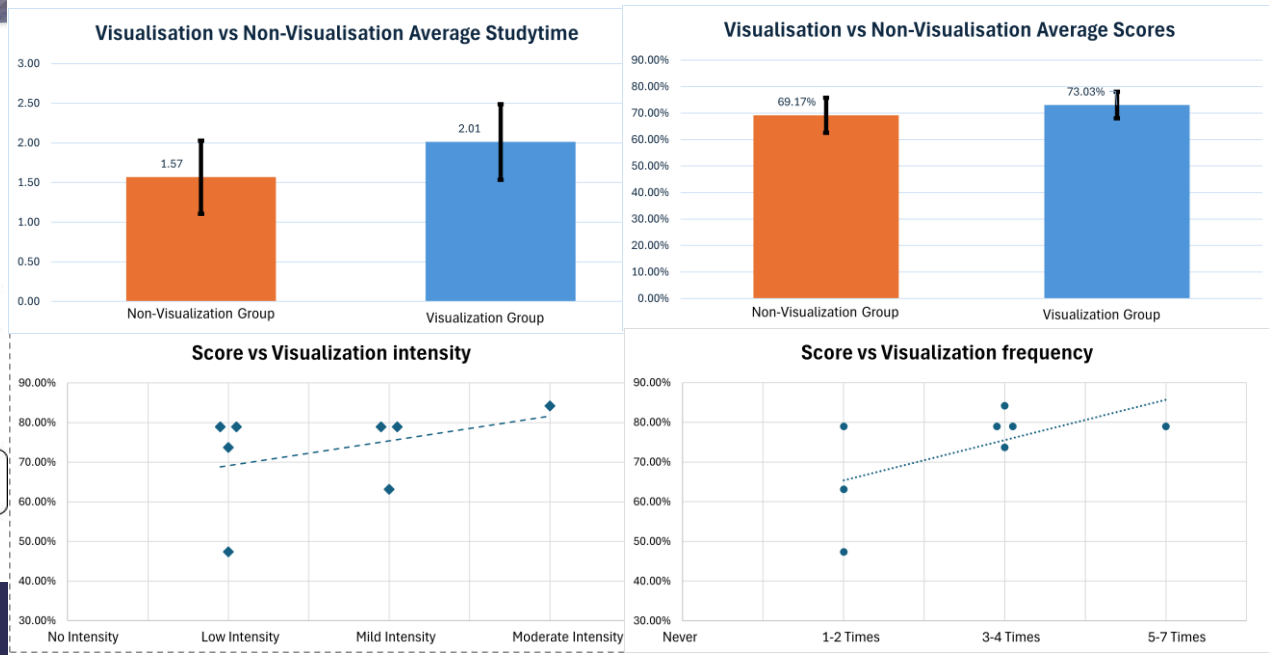 Visualisation vs Non-Visualisation Average Studytime
3.00
2.50
2.00
1.50
1.00
0.50
0.00
1.57
2.01
Non-Visualization Group
Visualization Group
Visualisation vs Non-Visualisation Average Scores
90.00%
80.00%
70.00%
60.00%
50.00%
40.00%
30.00%
20.00%
10.00%
0.00%
69.17%
73.03%
Non-Visualization Group
Visualization Group
Score vs Visualization intensity
90.00%
80.00%
70.00%
60.00%
50.00%
40.00%
30.00%
No Intensity
Low Intensity
Mild Intensity
Moderate Intensity
Score vs Visualization frequency
90.00%
80.00%
70.00%
60.00%
50.00%
40.00%
30.00%
Never
1-2 Times
3-4 Times
5-7 Times